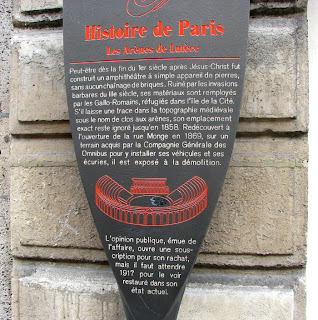 Histoire de Paris
Les Arènes de Lutèce
Peut-être dès la fin du 1er siècle après Jésus-Christ fut
construit un amphithéâtre à simple appareil de pierres,
sans aucun chaînage de briques. Ruiné par les invasions
barbares du IIIe siècle, ses matériaux sont remployés
par les Gallo-Romains, réfugiés dans l'île de la Cité.
S'il laisse une trace dans la topographie médiévale
sous le nom de clos aux arènes, son emplacement
exact reste ignoré jusqu'en 1858. Redécouvert à
l'ouverture de la rue Monge en 1869, sur un
terrain acquis par la Compagnie Générale des
Omnibus pour y installer ses véhicules et ses
écuries, il est exposé à la démolition.
L'opinion publique, émue de
l'affaire, ouvre une sous-
cription pour son rachat,
mais il faut attendre
1917 pour le voir
restauré dans son
état actuel.